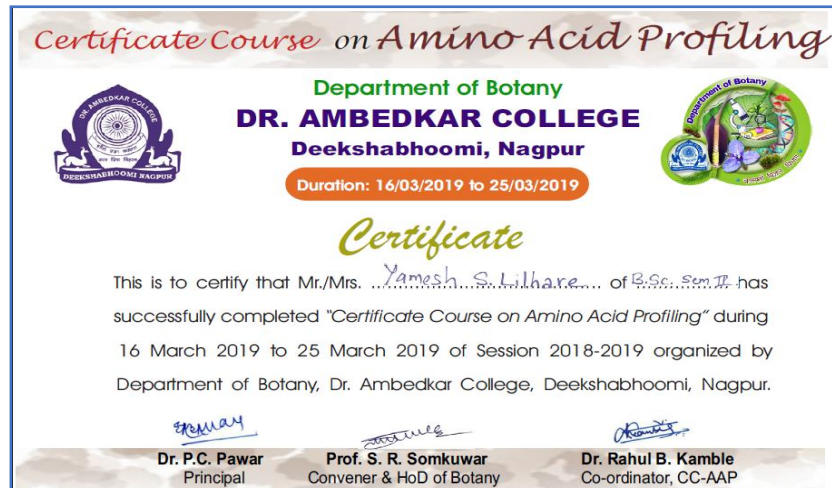 Certificate Course on Amino Acid Profiling
Department of Botany
DR. AMBEDKAR COLLEGE
Deekshabhoomi, Nagpur
Duration: 16/03/2019 to 25/03/2019
DR. AMBEDKAR COLLEGE
DEEKSHABHOOMI NAGPUR
Department of Botany
Certificate
This is to certify that Mr./Mrs. Yamesh S. Lilhare of B.Sc. Sem II has
successfully completed "Certificate Course on Amino Acid Profiling" during
16 March 2019 to 25 March 2019 of Session 2018-2019 organized by
Department of Botany, Dr. Ambedkar College, Deekshabhoomi, Nagpur.
Dr. P.C. Pawar Prof. S. R. Somkuwar Dr. Rahul B. Kamble
Principal Convener & HoD of Botany Co-ordinator, CC-AAP